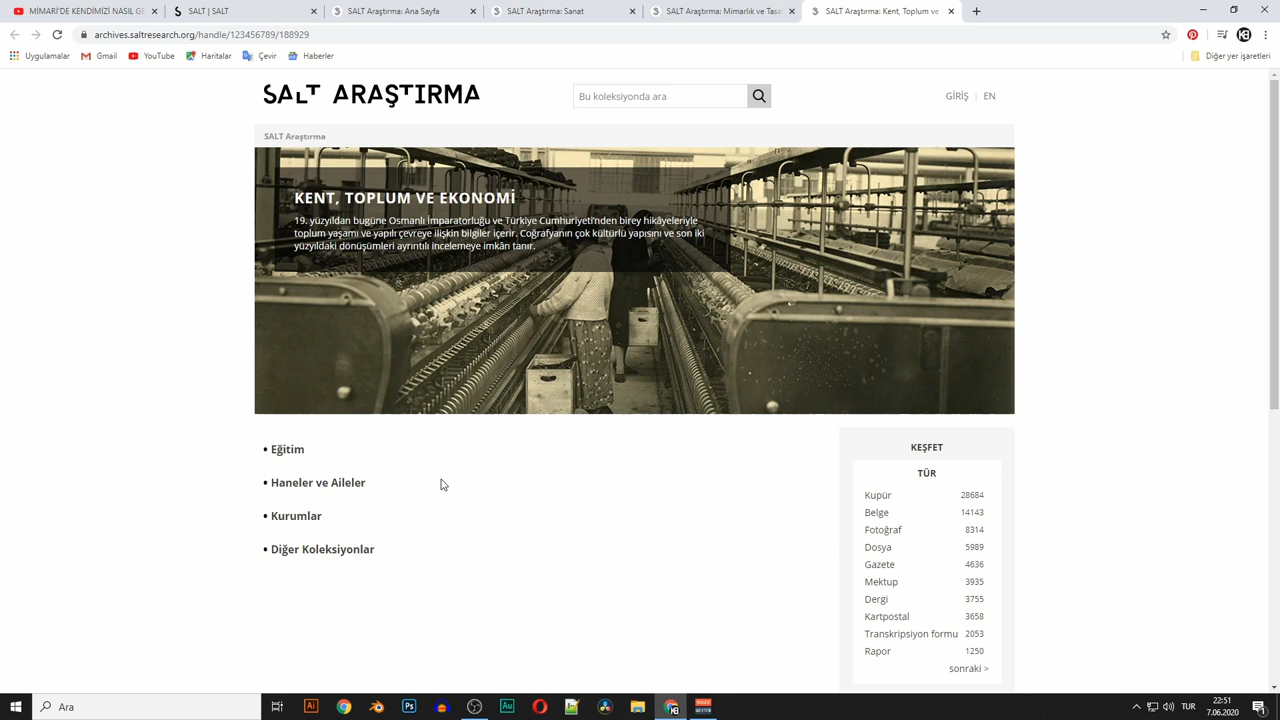 MİMARİ'DE KENDİMİZİ NASIL GE
SALT | SALT
SALT Araştırma: Ana Sayfa
SALT Araştırma: Sanat
SALT Araştırma: Mimarlık ve Tasa
SALT Araştırma: Kent, Toplum ve
archives.saltresearch.org/handle/123456789/188929
Uygulamalar
Gmail
YouTube
Haritalar
Çevir
Haberler
Diğer yer işaretleri
SALT ARAŞTIRMA
Bu koleksiyonda ara
GİRİŞ | EN
SALT Araştırma
KENT, TOPLUM VE EKONOMİ
19. yüzyıldan bugüne Osmanlı İmparatorluğu ve Türkiye Cumhuriyeti'nden birey hikâyeleriyle
toplum yaşamı ve yapılı çevreye ilişkin bilgiler içerir. Coğrafyanın çok kültürlü yapısını ve son iki
yüzyıldaki dönüşümleri ayrıntılı incelemeye imkân tanır.
• Eğitim
• Haneler ve Aileler
• Kurumlar
• Diğer Koleksiyonlar
KEŞFET
TÜR
Kupür 28684
Belge 14143
Fotoğraf 8314
Dosya 5989
Gazete 4636
Mektup 3935
Dergi 3755
Kartpostal 3658
Transkripsiyon formu 2053
Rapor 1250
sonraki >
Ara
Ai
Ps
Au
TUR
22:51
7.06.2020